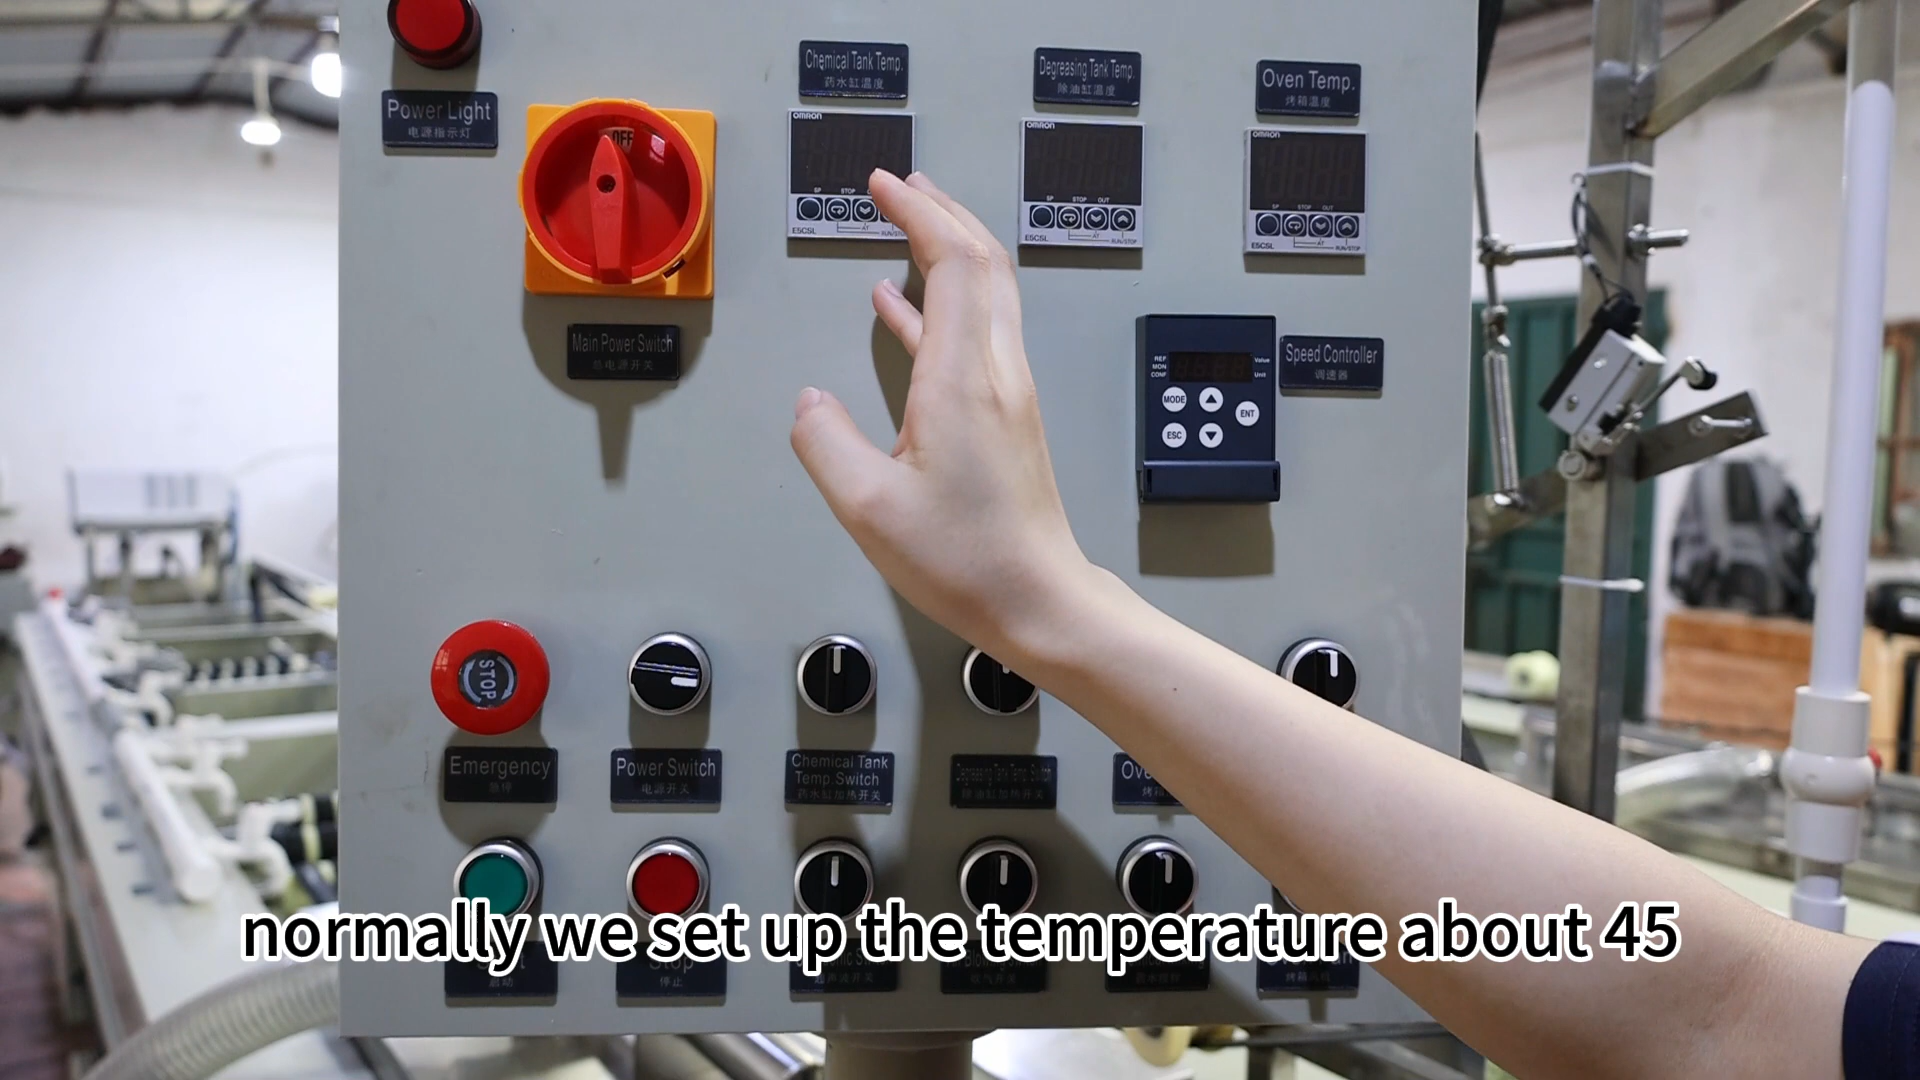 Power Light
电源指示灯
OFF
Main Power Switch
总电源开关
Chemical Tank Temp.
药水缸温度
OMRON
SP STOP
E5CSL
Degreasing Tank Temp.
除油缸温度
OMRON
SP STOP OUT
AT
RUN/STOP
E5CSL
Oven Temp.
烤箱温度
OMRON
SP STOP OUT
AT
RUN/STOP
E5CSL
REF
MON
CONF
Value
Unit
MODE
ENT
ESC
Speed Controller
调速器
STOP
Emergency
急停
Power Switch
电源开关
Chemical Tank
Temp.Switch
药水缸加热开关
Degreasing Tank Temp. Switch
除油缸加热开关
normally we set up the temperature about 45
启动
停止